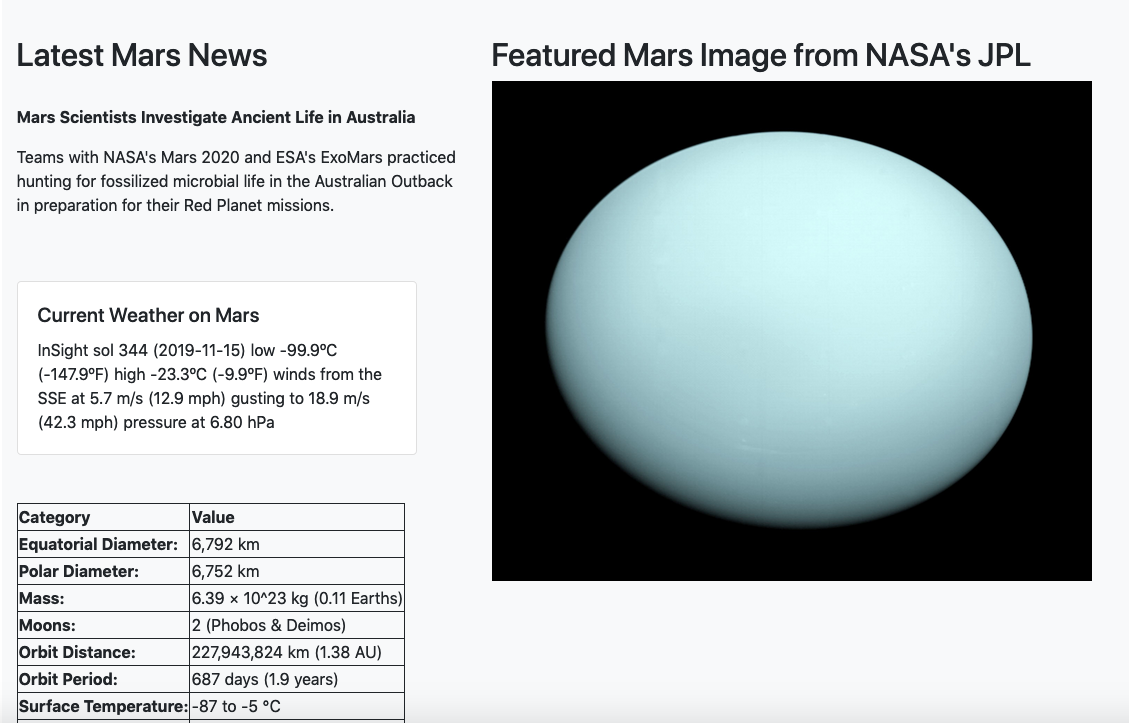 Latest Mars News
Mars Scientists Investigate Ancient Life in Australia
Teams with NASA's Mars 2020 and ESA's ExoMars practiced
hunting for fossilized microbial life in the Australian Outback
in preparation for their Red Planet missions.
Current Weather on Mars
InSight sol 344 (2019-11-15) low -99.9ºC
(-147.9ºF) high -23.3ºC (-9.9ºF) winds from the
SSE at 5.7 m/s (12.9 mph) gusting to 18.9 m/s
(42.3 mph) pressure at 6.80 hPa
Category Value
Equatorial Diameter: 6,792 km
Polar Diameter: 6,752 km
Mass: 6.39 × 10^23 kg (0.11 Earths)
Moons: 2 (Phobos & Deimos)
Orbit Distance: 227,943,824 km (1.38 AU)
Orbit Period: 687 days (1.9 years)
Surface Temperature: -87 to -5 °C
Featured Mars Image from NASA's JPL